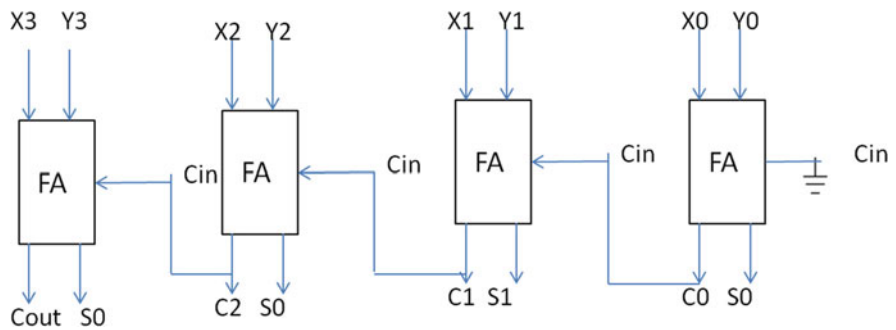 X3 Y3
X2 Y2
X1 Y1
X0 Y0
FA
Cin
FA
Cin
FA
Cin
FA
Cin
Cout S0
C2 S0
C1 S1
C0 S0